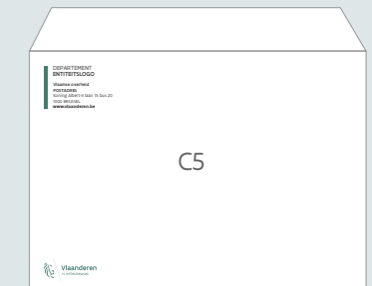 DEPARTEMENT
ENTITEITSLOGO
Vlaamse overheid
POSTADRES
Koning Albert II-laan 15 bus 20
1000 BRUSSEL
www.vlaanderen.be
C5
Vlaanderen